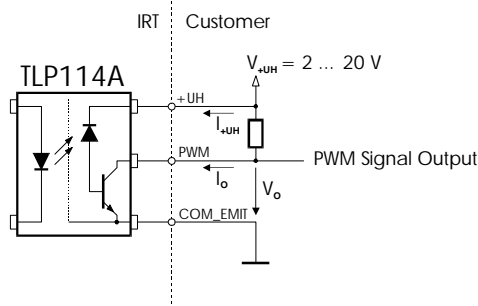 IRT Customer
V+UH = 2 ... 20 V
TLP114A
+UH
I+UH
PWM
PWM Signal Output
IO
VO
COM_EMIT